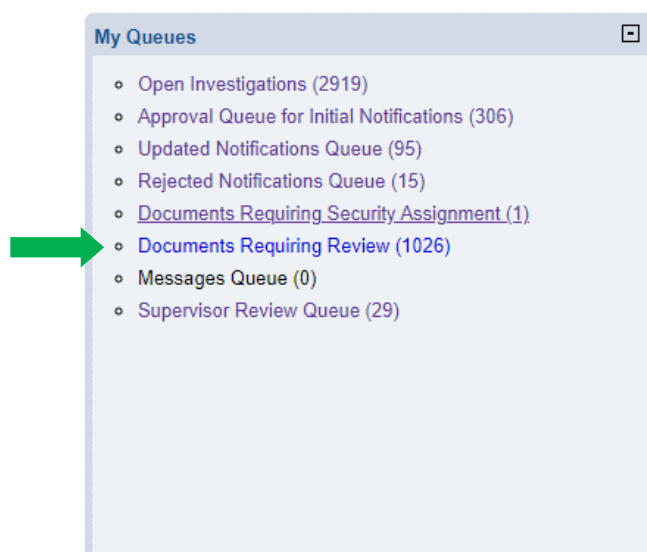 My Queues
Open Investigations (2919)
Approval Queue for Initial Notifications (306)
Updated Notifications Queue (95)
Rejected Notifications Queue (15)
Documents Requiring Security Assignment (1)
Documents Requiring Review (1026)
Messages Queue (0)
Supervisor Review Queue (29)